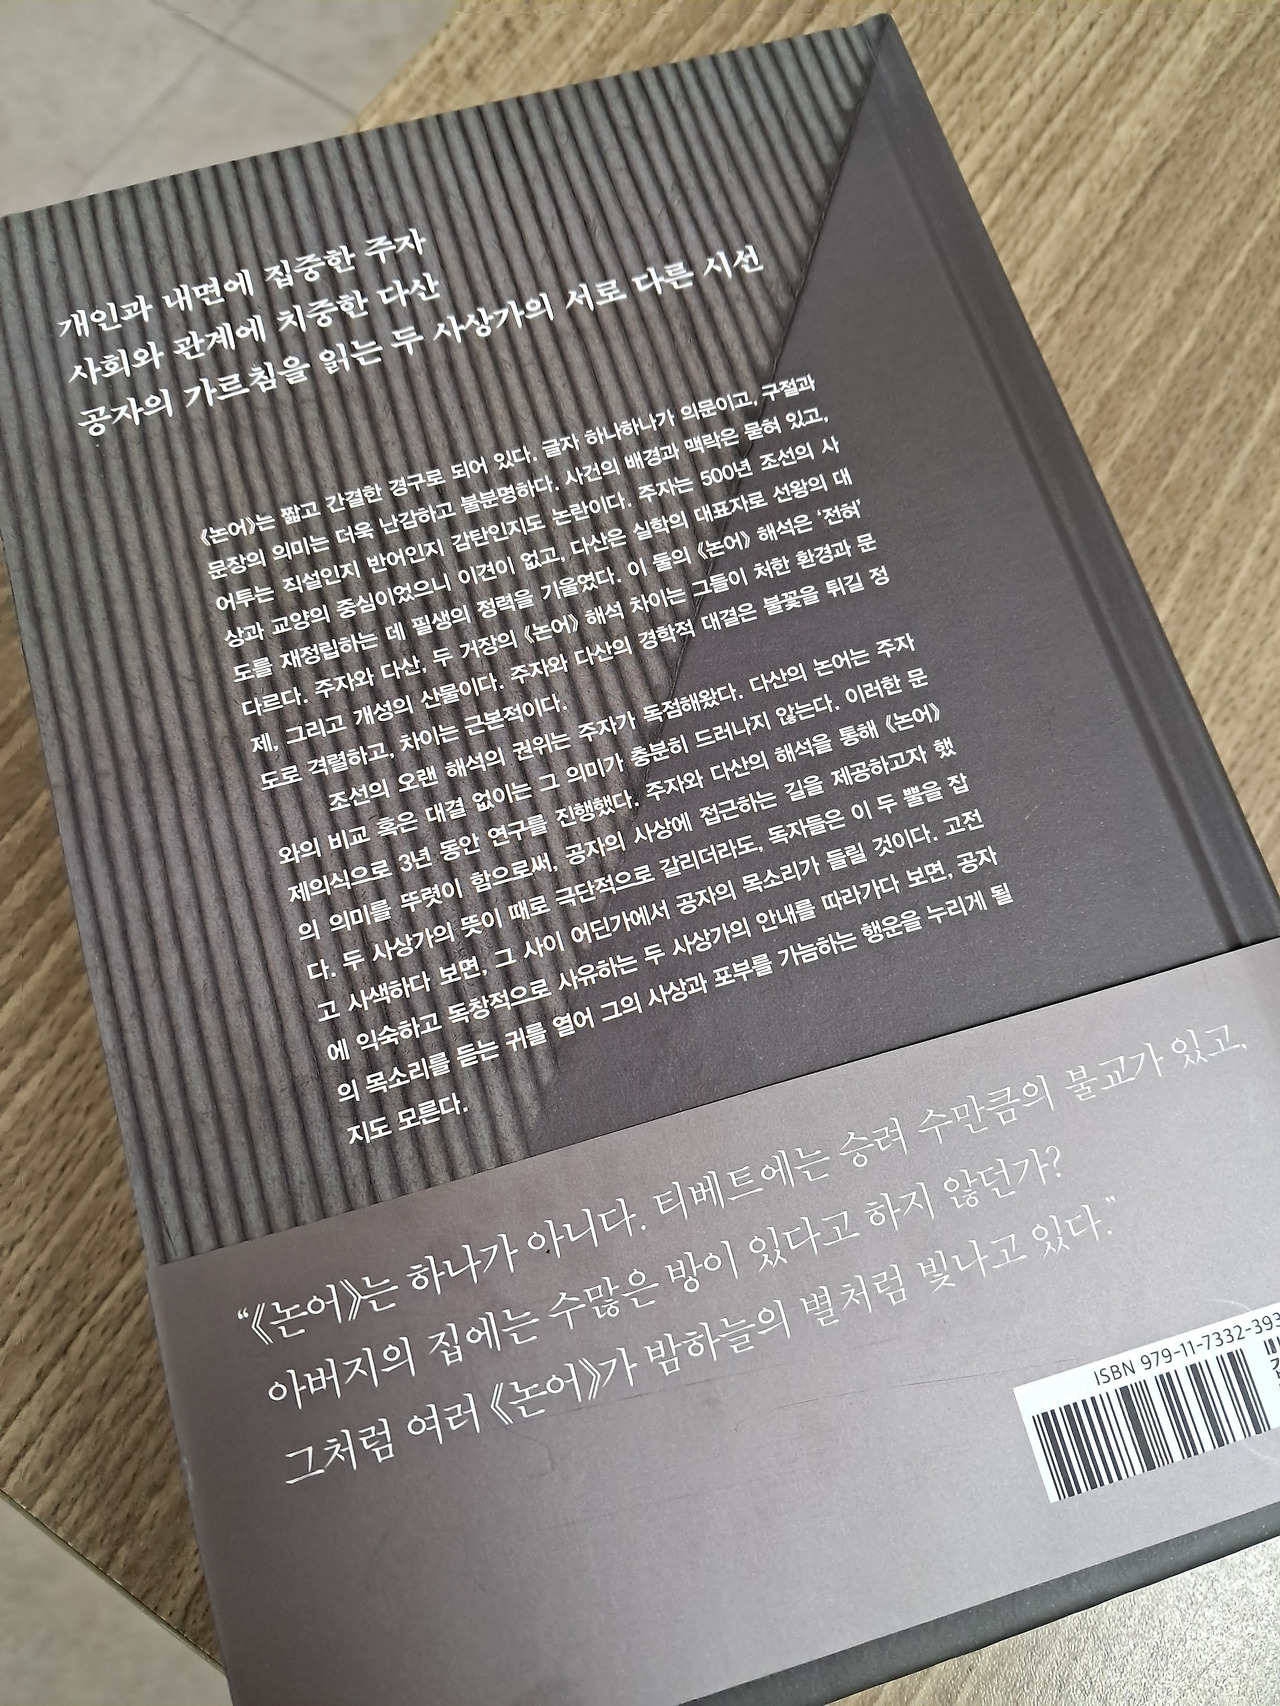 개인과 내면에 집중한 주자
사회와 관계에 치중한 다산
공자의 가르침을 읽는 두 사상가의 서로 다른 시선
《논어》는 짧고 간결한 경구로 되어 있다. 글자 하나하나가 의문이고, 구절과
문장의 의미는 더욱 난감하고 불분명하다. 사건의 배경과 맥락은 묻혀 있고,
어투는 직설인지 반어인지 감탄인지도 논란이다. 주자는 500년 조선의 사
상과 교양의 중심이었으니 이견이 없고, 다산은 실학의 대표자로 선왕의 대
도를 재정립하는 데 필생의 정력을 기울였다. 이 둘의 《논어》 해석은 ‘전혀’
다르다. 주자와 다산, 두 거장의 《논어》 해석 차이는 그들이 처한 환경과 문
제, 그리고 개성의 산물이다. 주자와 다산의 경학적 대결은 불꽃을 튀길 정
도로 격렬하고, 차이는 근본적이다.
조선의 오랜 해석의 권위는 주자가 독점해왔다. 다산의 논어는 주자
와의 비교 혹은 대결 없이는 그 의미가 충분히 드러나지 않는다. 이러한 문
제의식으로 3년 동안 연구를 진행했다. 주자와 다산의 해석을 통해 《논어》
의 의미를 뚜렷이 함으로써, 공자의 사상에 접근하는 길을 제공하고자 했
다. 두 사상가의 뜻이 때로 극단적으로 갈리더라도, 독자들은 이 두 뿔을 잡
고 사색하다 보면, 그 사이 어딘가에서 공자의 목소리가 들릴 것이다. 고전
에 익숙하고 독창적으로 사유하는 두 사상가의 안내를 따라가다 보면, 공자
의 목소리를 듣는 귀를 열어 그의 사상과 포부를 가늠하는 행운을 누리게 될
지도 모른다.
“《논어》는 하나가 아니다. 티베트에는 승려 수만큼의 불교가 있고,
아버지의 집에는 수많은 방이 있다고 하지 않던가?
그처럼 여러 《논어》가 밤하늘의 별처럼 빛나고 있다.”
ISBN 979-11-7332-393